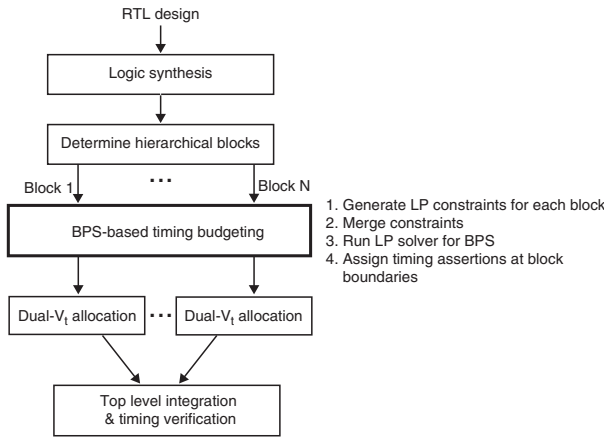 RTL design
Logic synthesis
Determine hierarchical blocks
Block 1
...
Block N
BPS-based timing budgeting
1. Generate LP constraints for each block
2. Merge constraints
3. Run LP solver for BPS
4. Assign timing assertions at block
boundaries
Dual-Vt allocation
...
Dual-Vt allocation
Top level integration
& timing verification